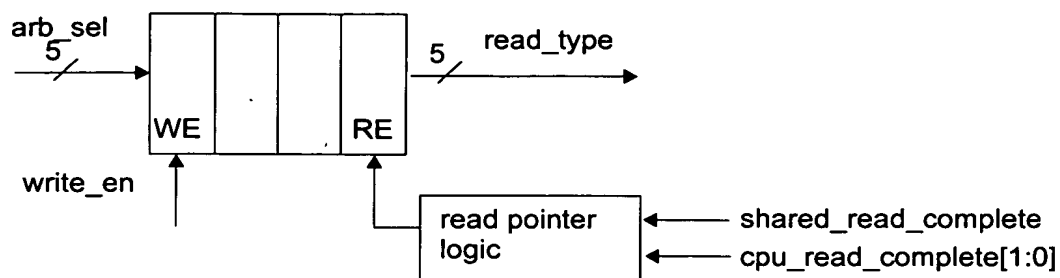 arb_sel
5
5
read_type
WE
RE
write_en
read pointer
logic
shared_read_complete
cpu_read_complete[1:0]